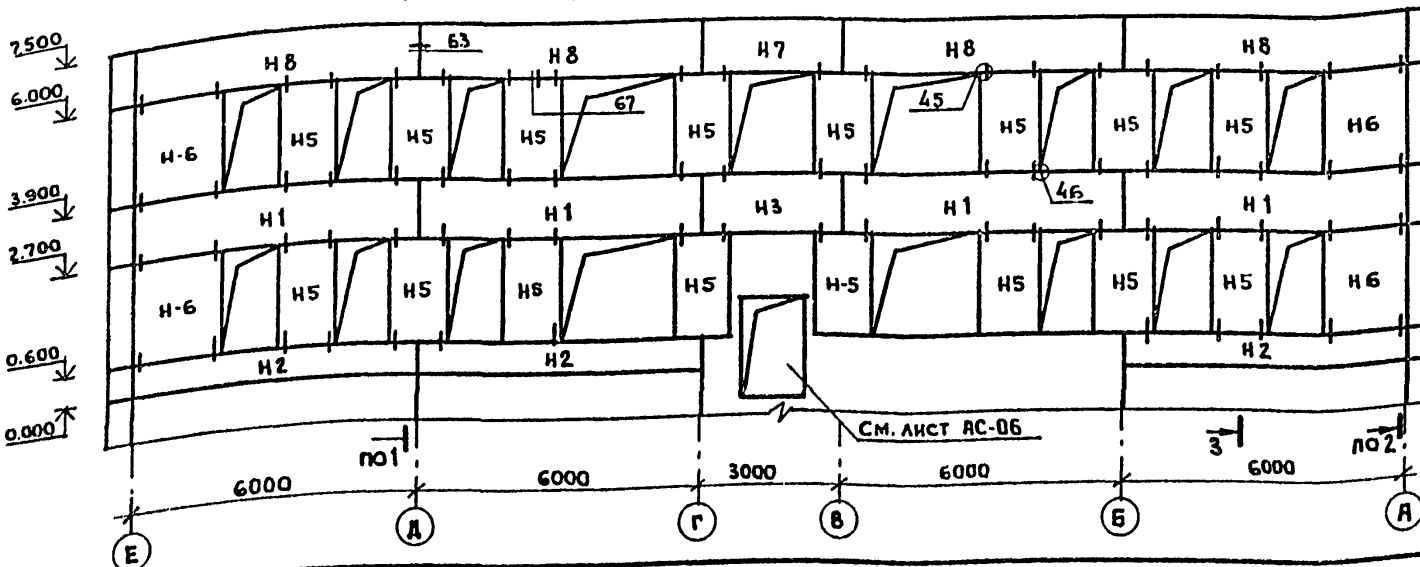 7.500
63
Н8 Н8 Н7 Н8 Н8
6.000
67 45
Н-6 Н5 Н5 Н5 Н5 Н5 Н5 Н5 Н5 Н6
46
3.900
Н1 Н1 Н3 Н1 Н1
2.700
Н-6 Н5 Н5 Н5 Н5 Н-5 Н5 Н5 Н5 Н6
0.600
Н2 Н2 Н2
0.000
См. лист АС-06
по1 3 по2
6000 6000 3000 6000 6000
Е Д Г В Б А